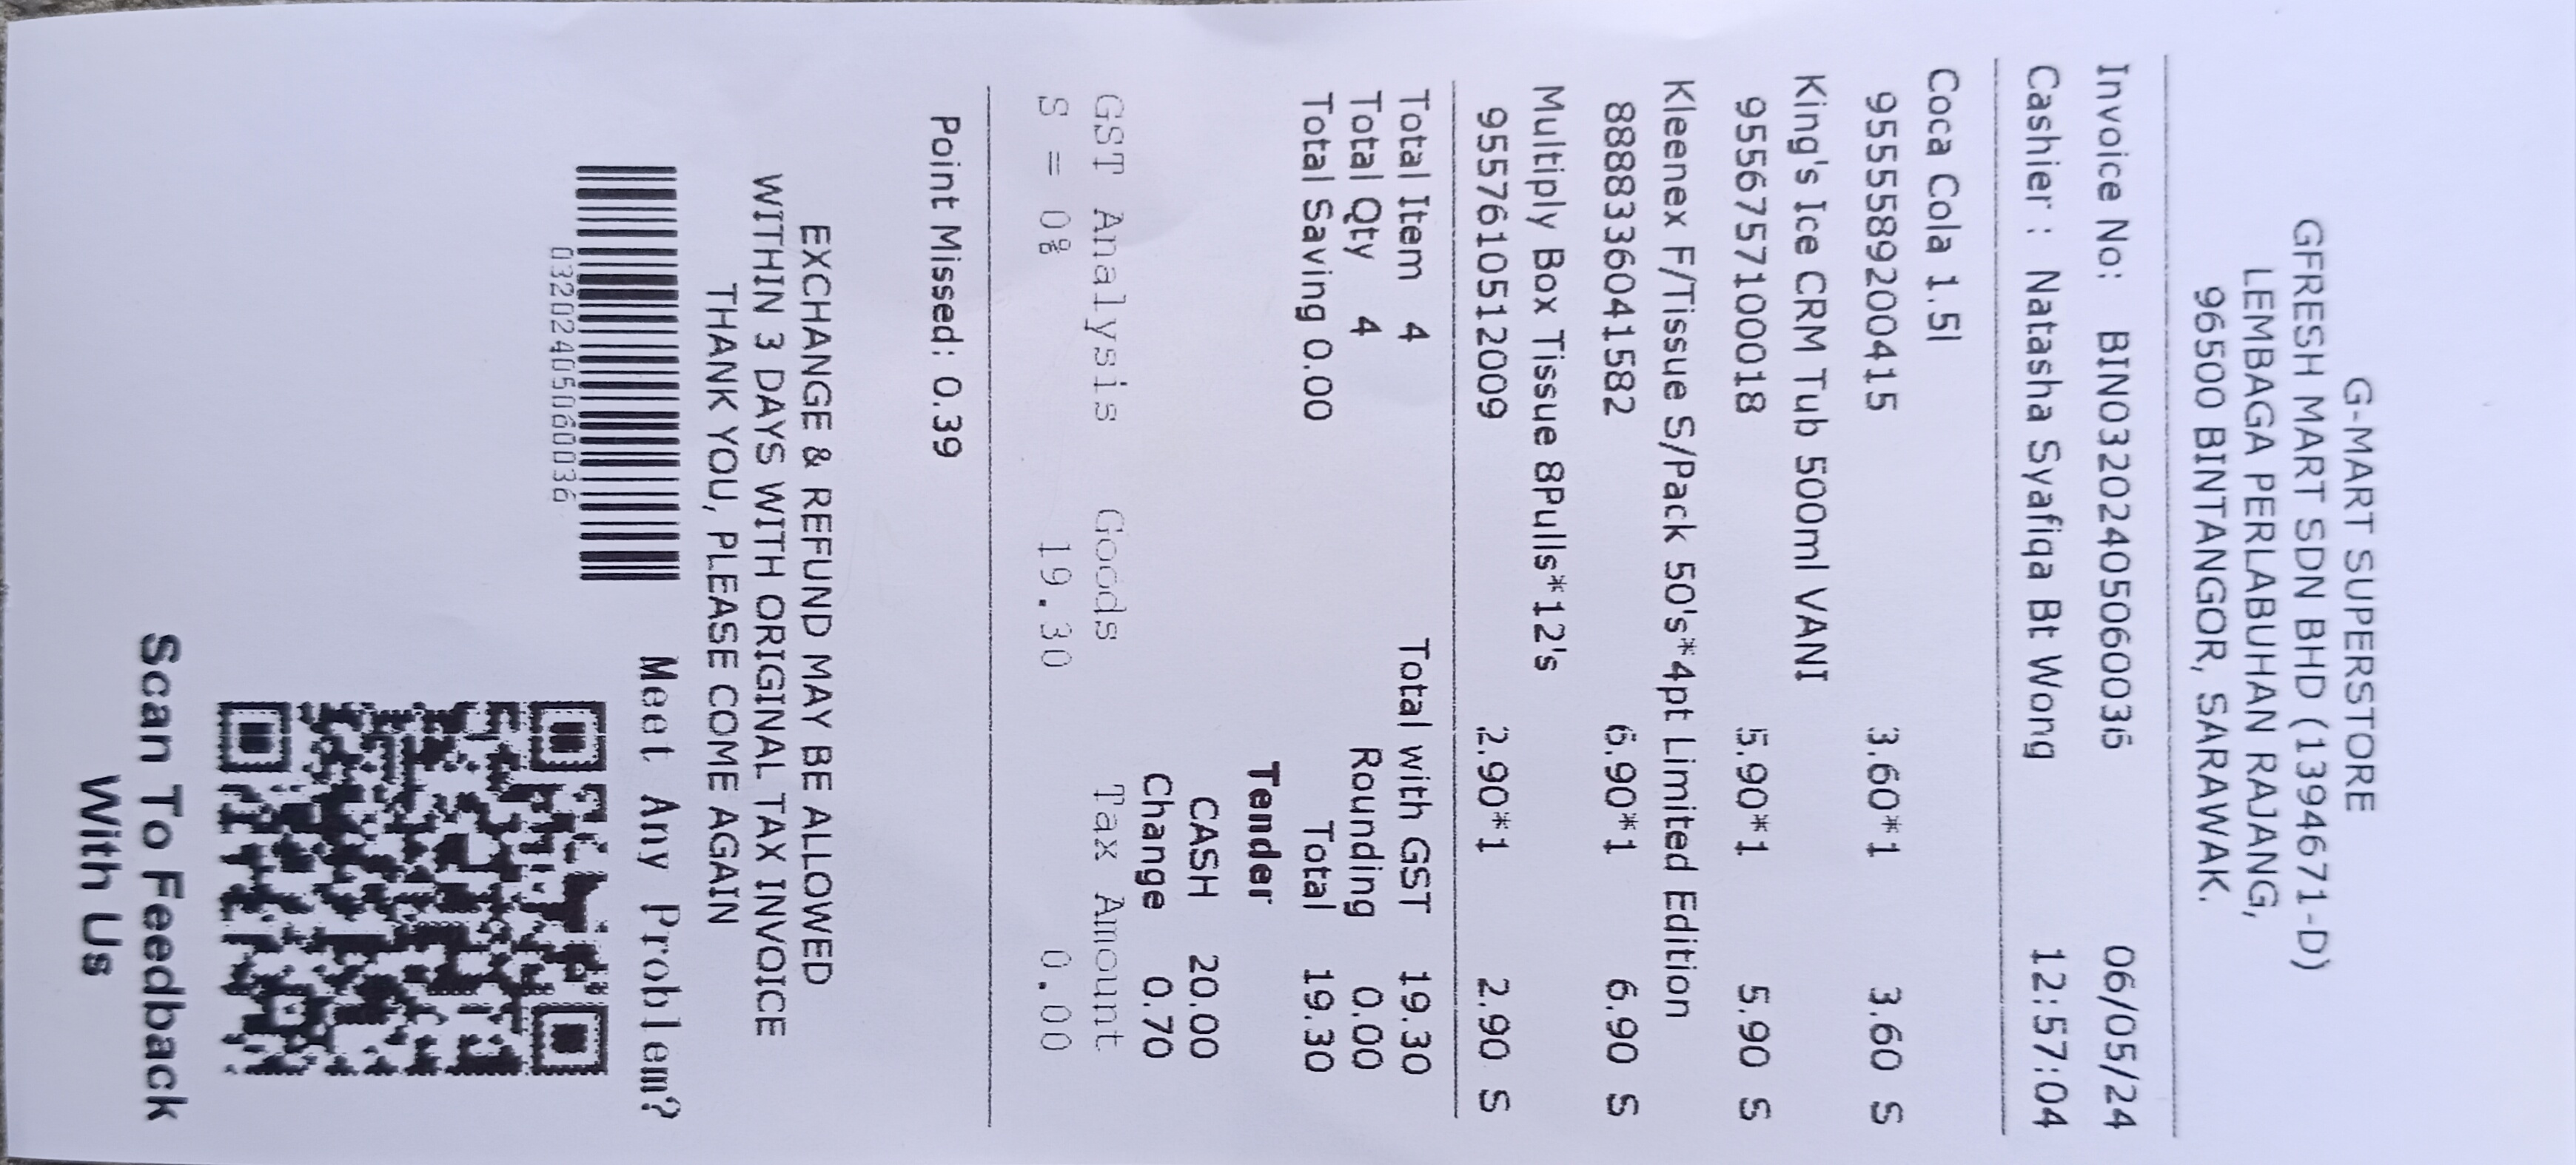 G-MART SUPERSTORE
GFRESH MART SDN BHD (1394671-D)
LEMBAGA PERLABUHAN RAJANG,
96500 BINTANGOR, SARAWAK.
Invoice No: BIN03202405060036 06/05/24
Cashier : Natasha Syafiqa Bt Wong 12:57:04
Coca Cola 1.5l
9555589200415 3.60*1 3.60 S
King's Ice CRM Tub 500ml VANI
9556757100018 5.90*1 5.90 S
Kleenex F/Tissue S/Pack 50's*4pt Limited Edition
8888336041582 6.90*1 6.90 S
Multiply Box Tissue 8Pulls*12's
9557610512009 2.90*1 2.90 S
Total Item 4 Total with GST 19.30
Total Qty 4 Rounding 0.00
Total Saving 0.00 Total 19.30
Tender
CASH 20.00
Change 0.70
GST Analysis Goods Tax Amount
S = 0% 19.30 0.00
Point Missed: 0.39
EXCHANGE & REFUND MAY BE ALLOWED
WITHIN 3 DAYS WITH ORIGINAL TAX INVOICE
THANK YOU, PLEASE COME AGAIN
03202405060036
Meet Any Problem?
Scan To Feedback
With Us